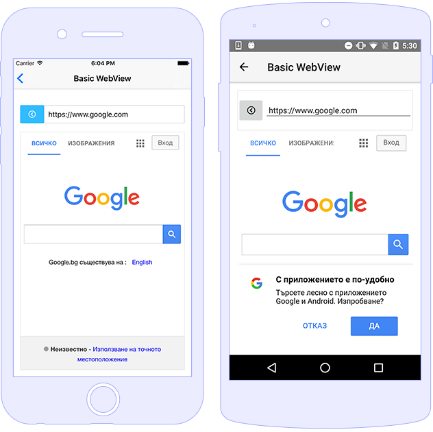 Carrier 6:04 PM
Basic WebView
https://www.google.com
ВСИЧКО ИЗОБРАЖЕНИЯ Вход
Google
Google.bg съществува на: English
Неизвестно - Използване на точното
местоположение
5:30
Basic WebView
https://www.google.com
ВСИЧКО ИЗОБРАЖЕНИ Вход
Google
С приложението е по-удобно
Търсете лесно с приложението
Google и Android. Изпробване?
ОТКАЗ ДА